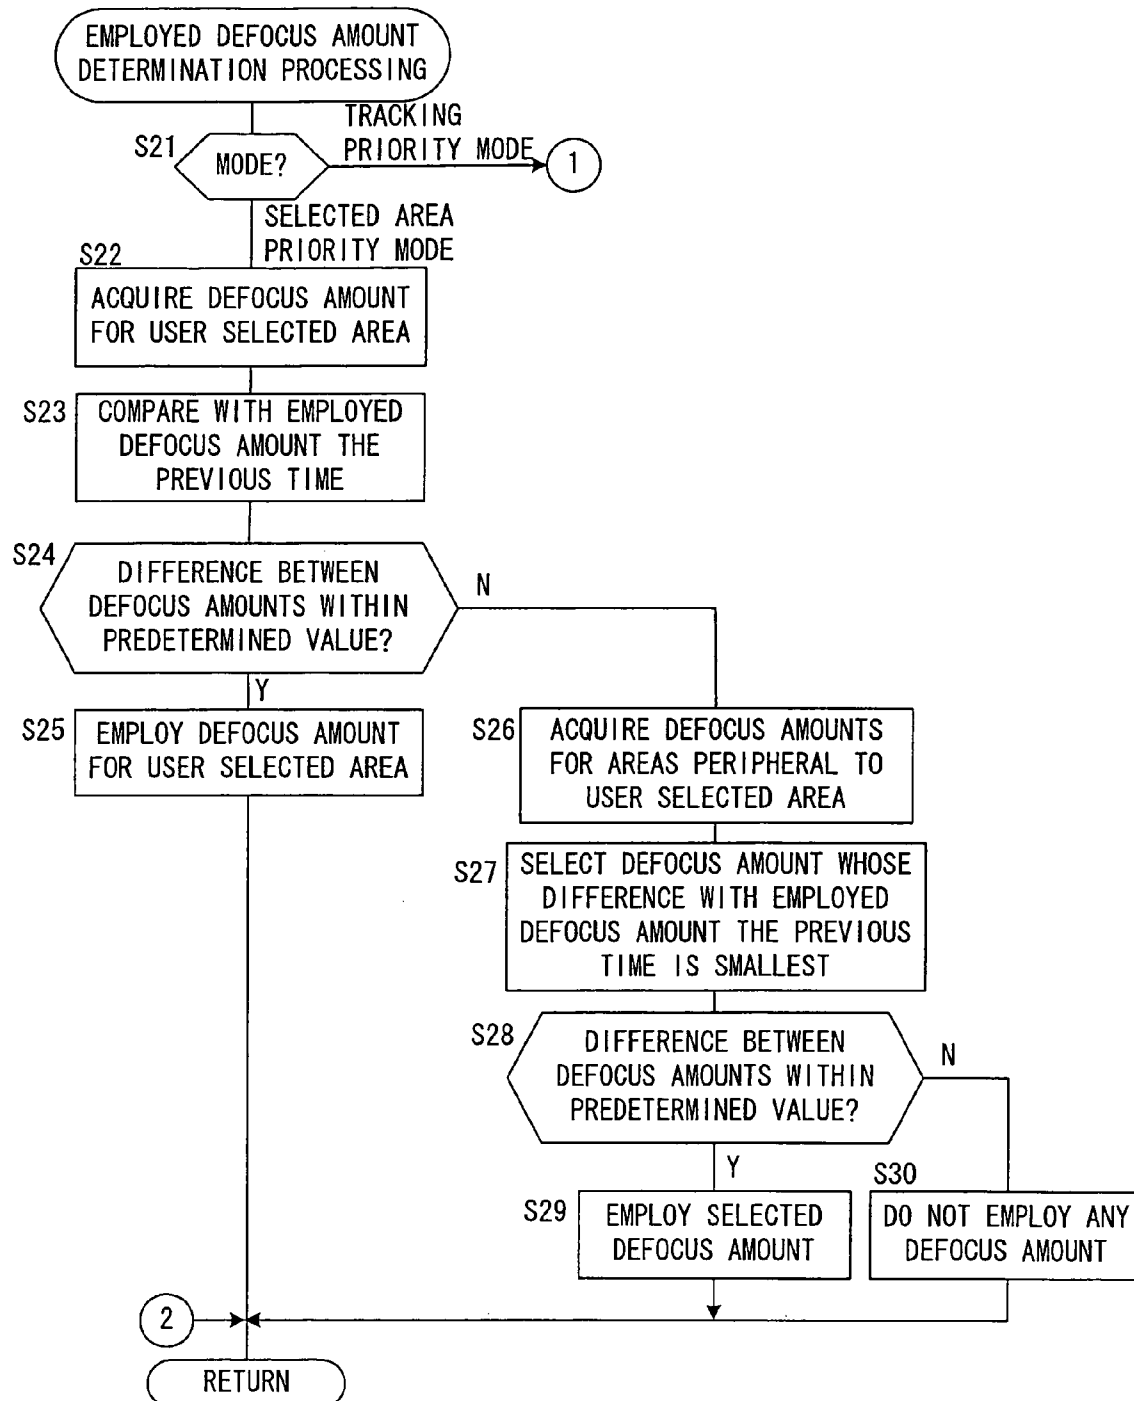 EMPLOYED DEFOCUS AMOUNT
DETERMINATION PROCESSING
S21
MODE?
TRACKING
PRIORITY MODE
1
SELECTED AREA
PRIORITY MODE
S22
ACQUIRE DEFOCUS AMOUNT
FOR USER SELECTED AREA
S23
COMPARE WITH EMPLOYED
DEFOCUS AMOUNT THE
PREVIOUS TIME
S24
DIFFERENCE BETWEEN
DEFOCUS AMOUNTS WITHIN
PREDETERMINED VALUE?
N
Y
S25
EMPLOY DEFOCUS AMOUNT
FOR USER SELECTED AREA
S26
ACQUIRE DEFOCUS AMOUNTS
FOR AREAS PERIPHERAL TO
USER SELECTED AREA
S27
SELECT DEFOCUS AMOUNT WHOSE
DIFFERENCE WITH EMPLOYED
DEFOCUS AMOUNT THE PREVIOUS
TIME IS SMALLEST
S28
DIFFERENCE BETWEEN
DEFOCUS AMOUNTS WITHIN
PREDETERMINED VALUE?
N
Y
S29
EMPLOY SELECTED
DEFOCUS AMOUNT
S30
DO NOT EMPLOY ANY
DEFOCUS AMOUNT
2
RETURN